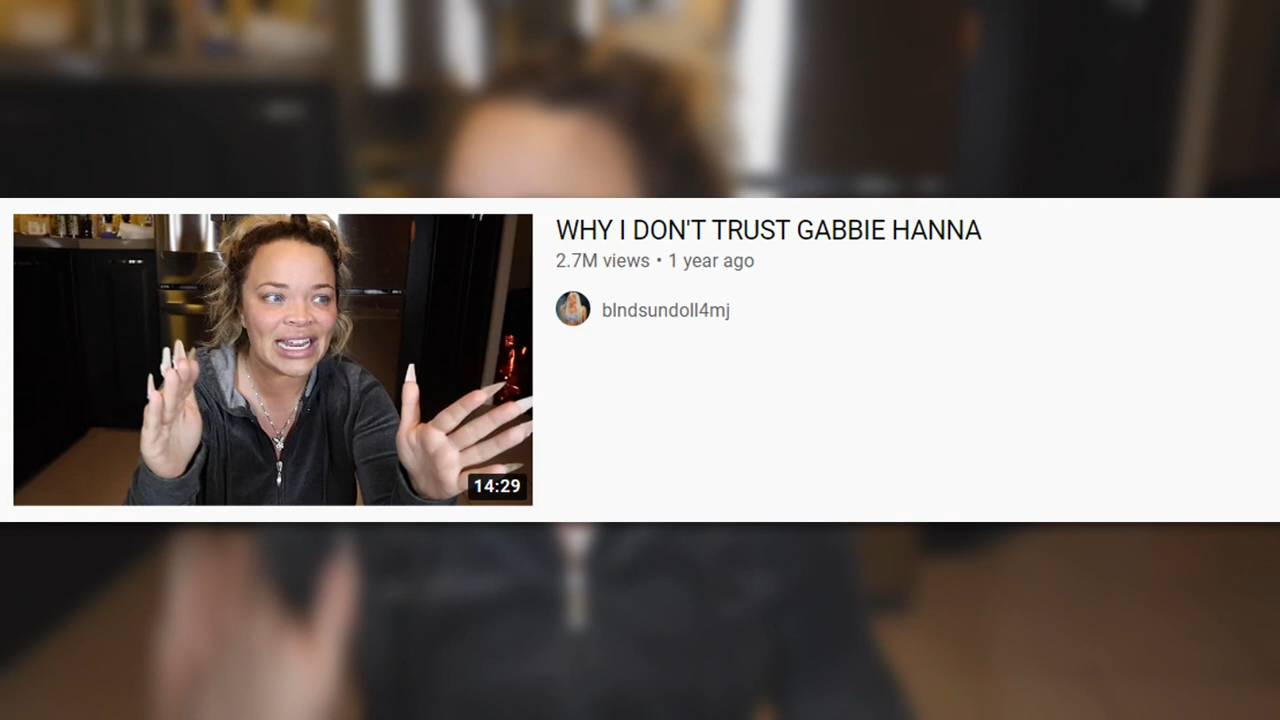 WHY I DON'T TRUST GABBIE HANNA
2.7M views • 1 year ago
blndsundoll4mj
14:29